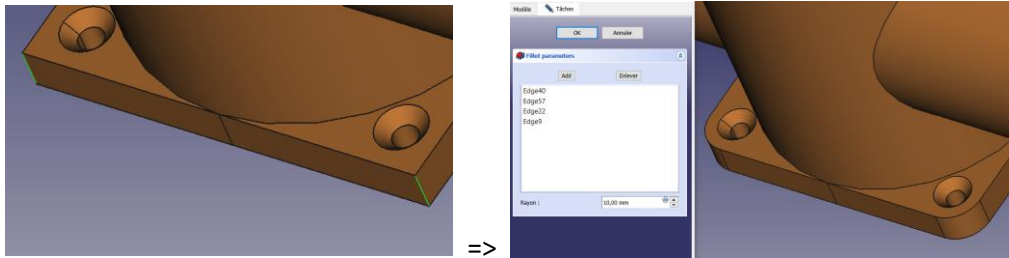 Modèle Tâches
OK Annuler
Fillet parameters
Add Enlever
Edge40
Edge57
Edge22
Edge9
Rayon : 10,00 mm
=>